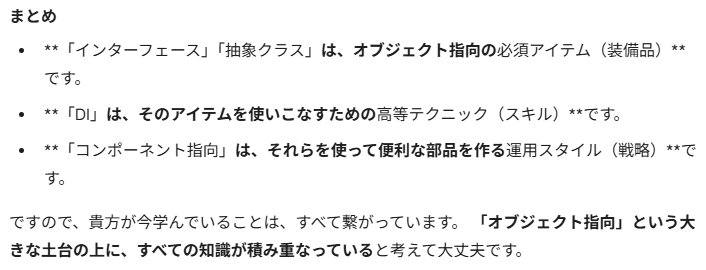 まとめ
• **「インターフェース」「抽象クラス」は、オブジェクト指向の必須アイテム（装備品）**
です。
• **「DI」は、そのアイテムを使いこなすための高等テクニック（スキル）**です。
• **「コンポーネント指向」は、それらを使って便利な部品を作る運用スタイル（戦略）**で
す。
ですので、貴方が今学んでいることは、すべて繋がっています。 「オブジェクト指向」という大
きな土台の上に、すべての知識が積み重なっていると考えて大丈夫です。